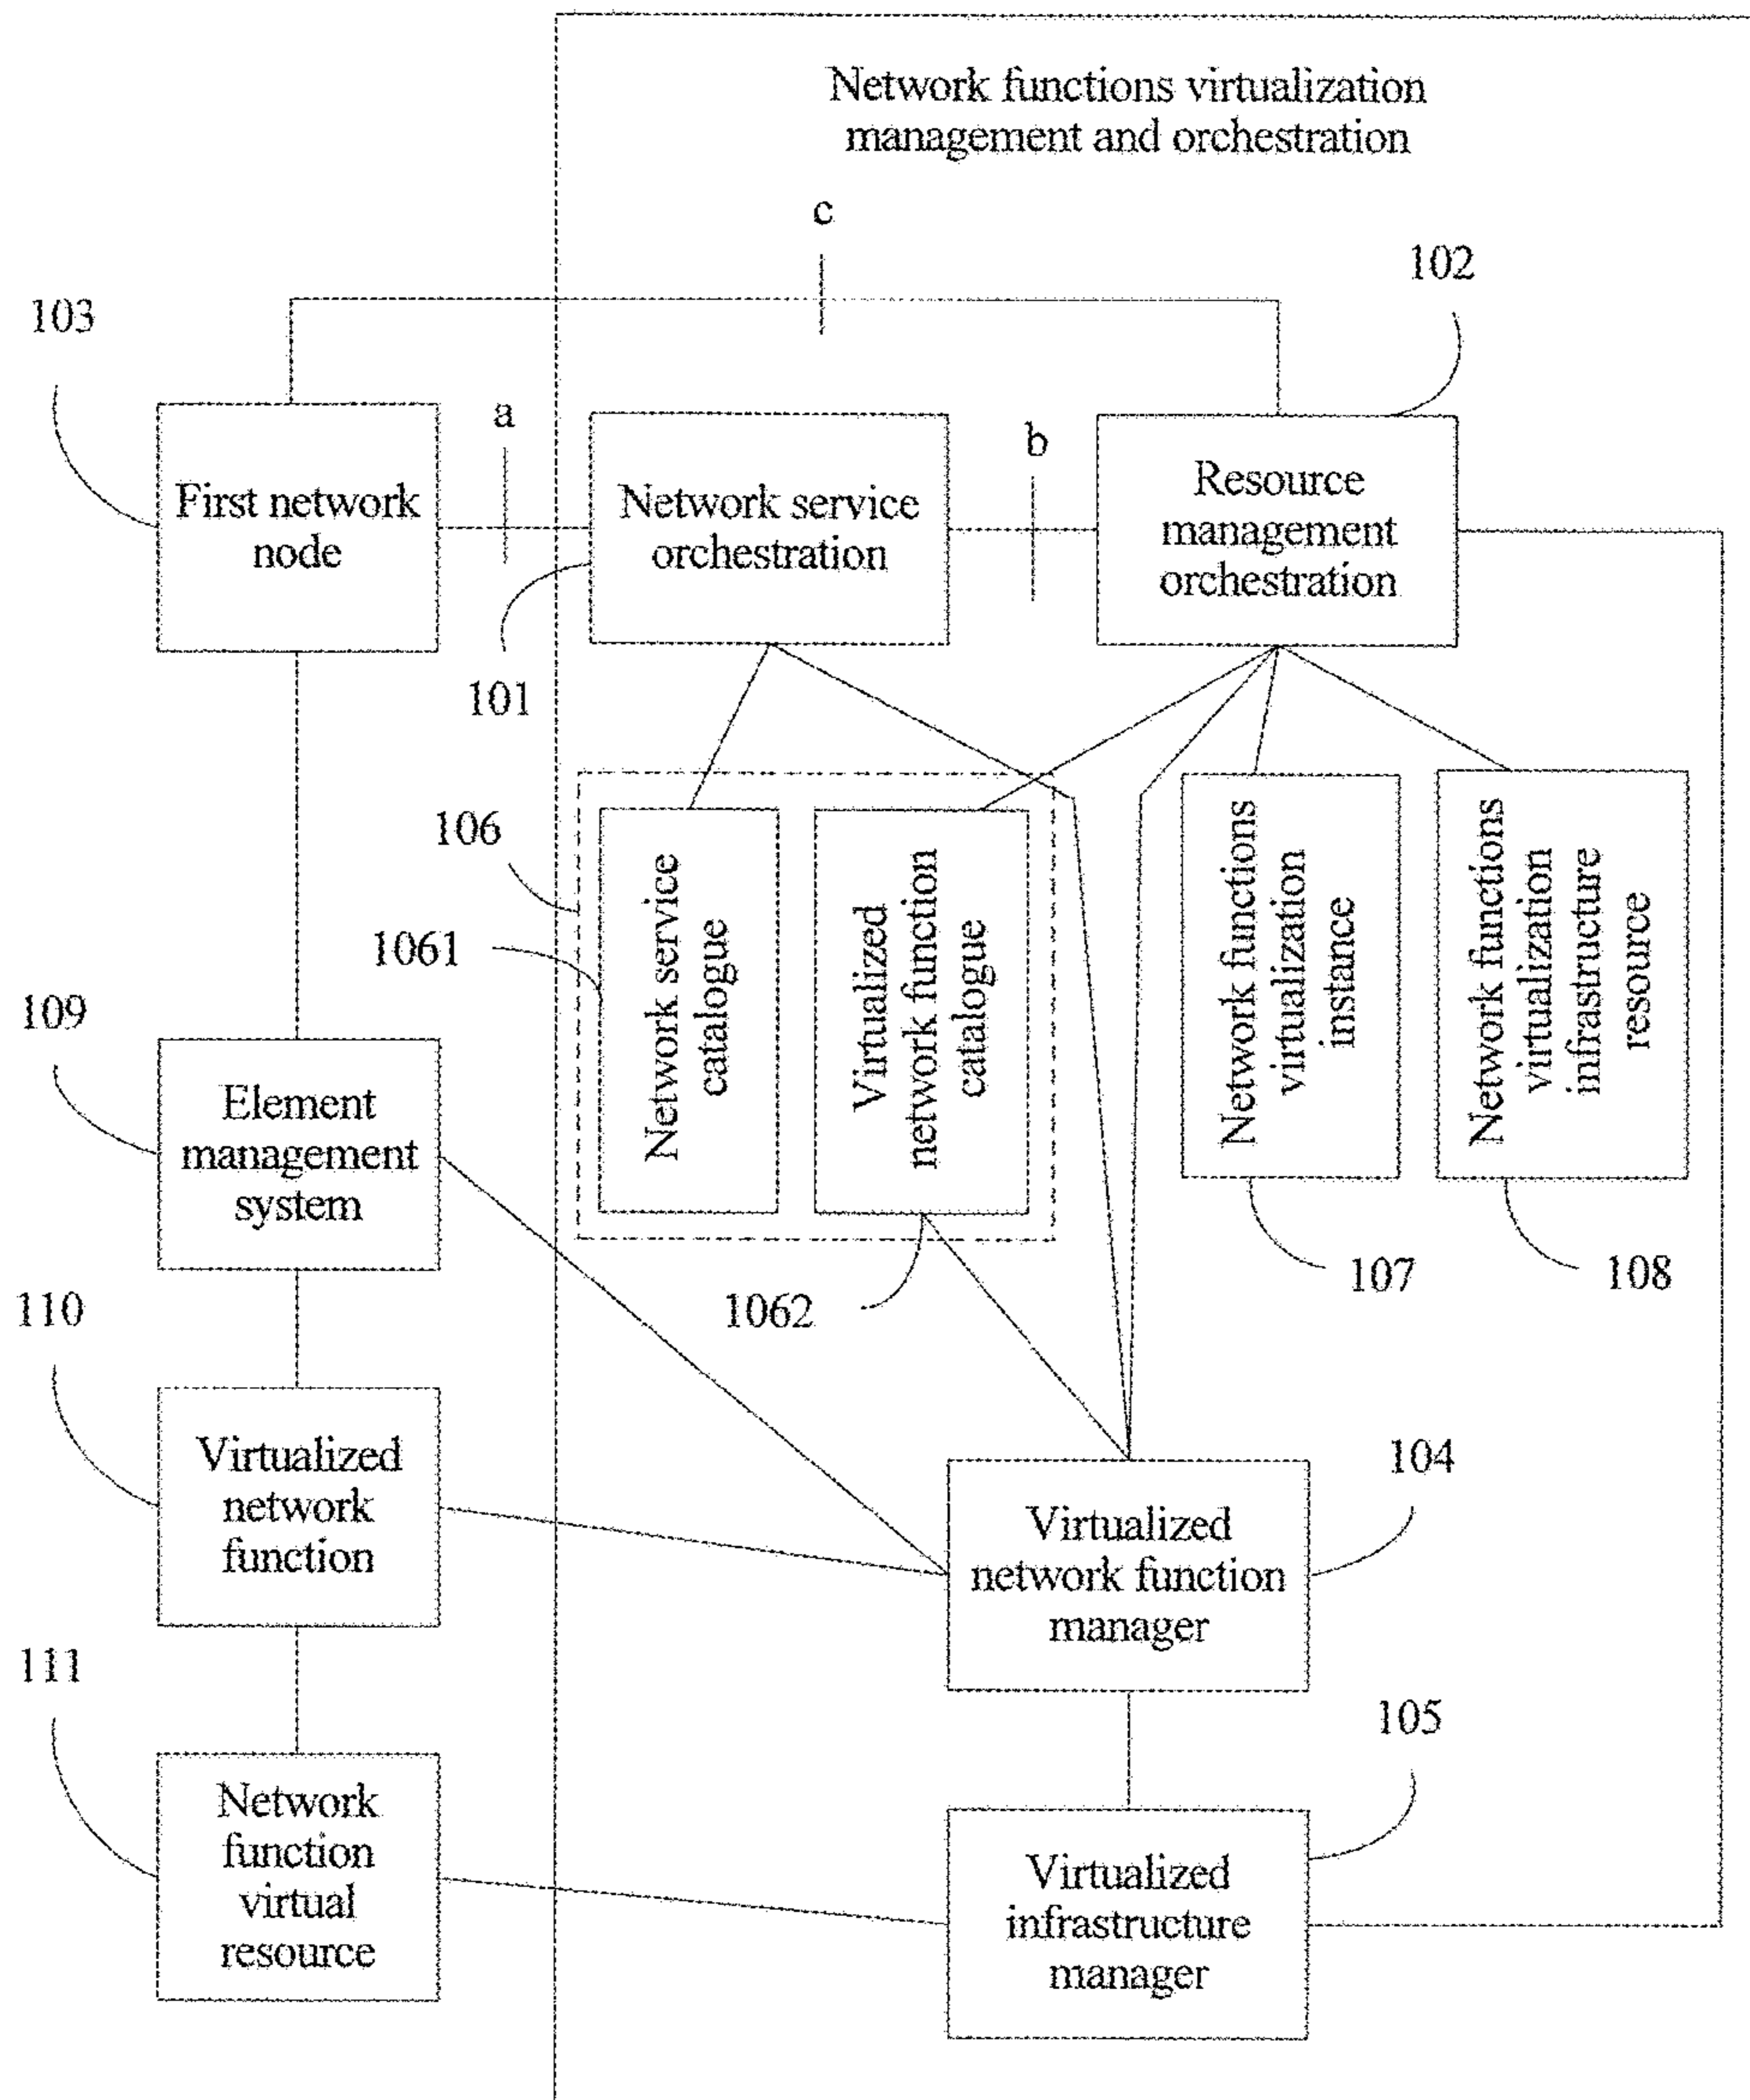 Network functions virtualization
management and orchestration
c
102
103
a
b
First network
node
Network service
orchestration
Resource
management
orchestration
101
106
1061
Network service
catalogue
Virtualized
network function
catalogue
Network functions
virtualization
instance
Network functions
virtualization
infrastructure
resource
109
Element
management
system
107
108
1062
110
Virtualized
network
function
104
Virtualized
network function
manager
111
105
Network
function
virtual
resource
Virtualized
infrastructure
manager